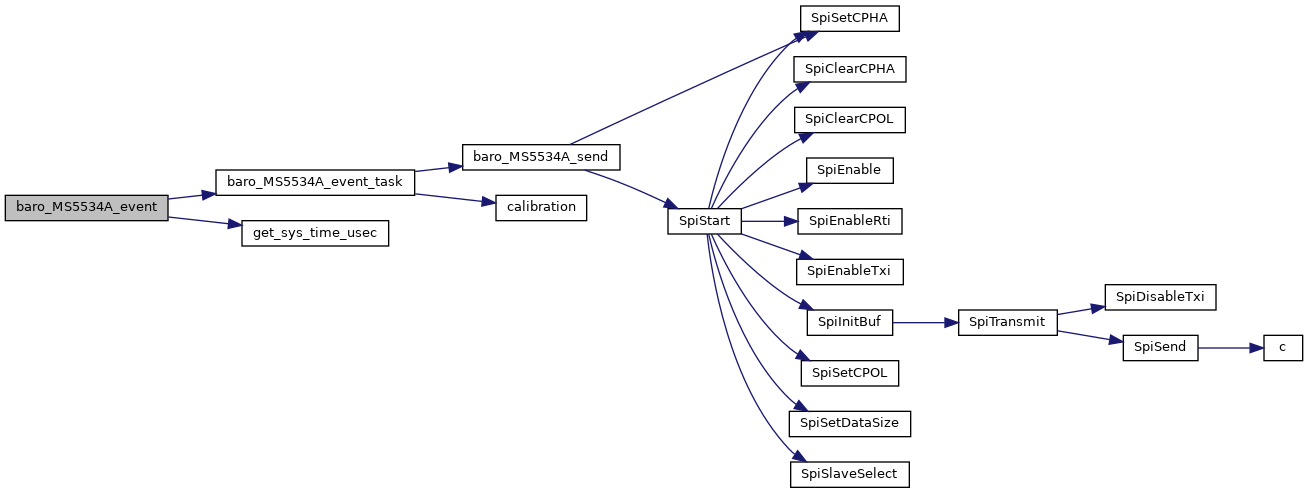 baro_MS5534A_event
baro_MS5534A_event_task
get_sys_time_usec
baro_MS5534A_send
calibration
SpiStart
SpiSetCPHA
SpiClearCPHA
SpiClearCPOL
SpiEnable
SpiEnableRti
SpiEnableTxi
SpiInitBuf
SpiSetCPOL
SpiSetDataSize
SpiSlaveSelect
SpiTransmit
SpiDisableTxi
SpiSend
c